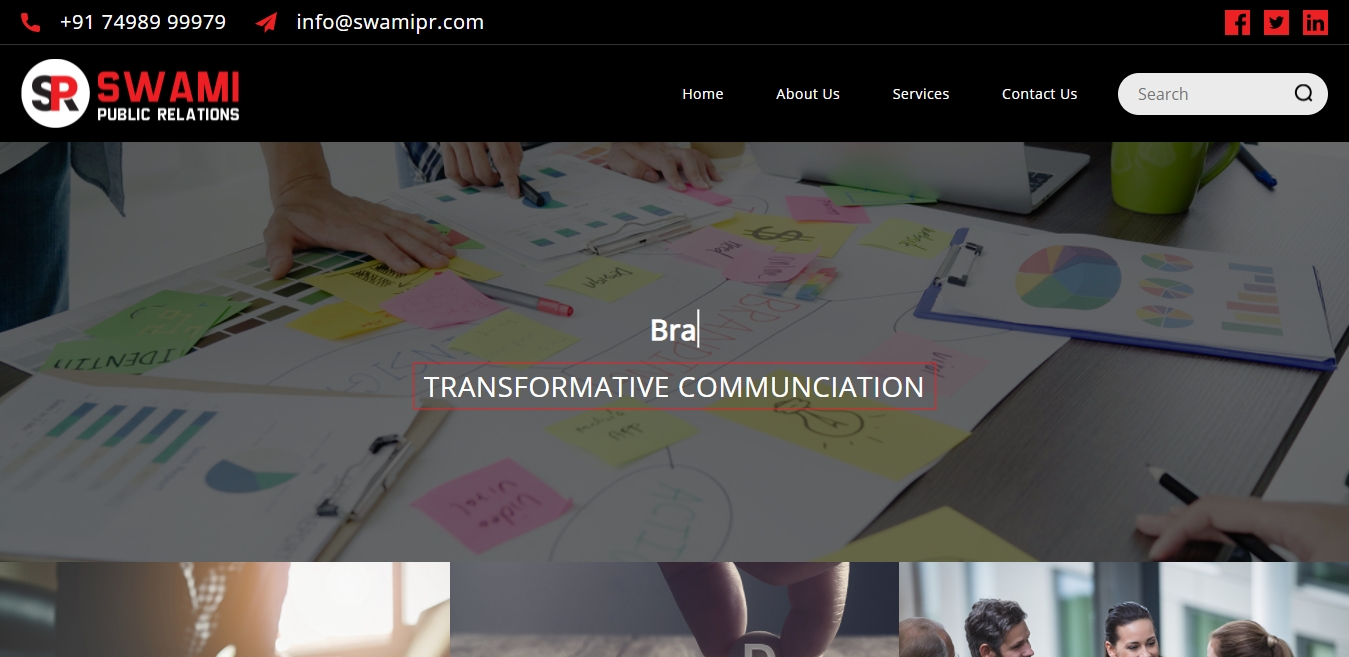 +91 74989 99979 info@swamipr.com
SR SWAMI
PUBLIC RELATIONS
Home About Us Services Contact Us Search
Bra
TRANSFORMATIVE COMMUNCIATION